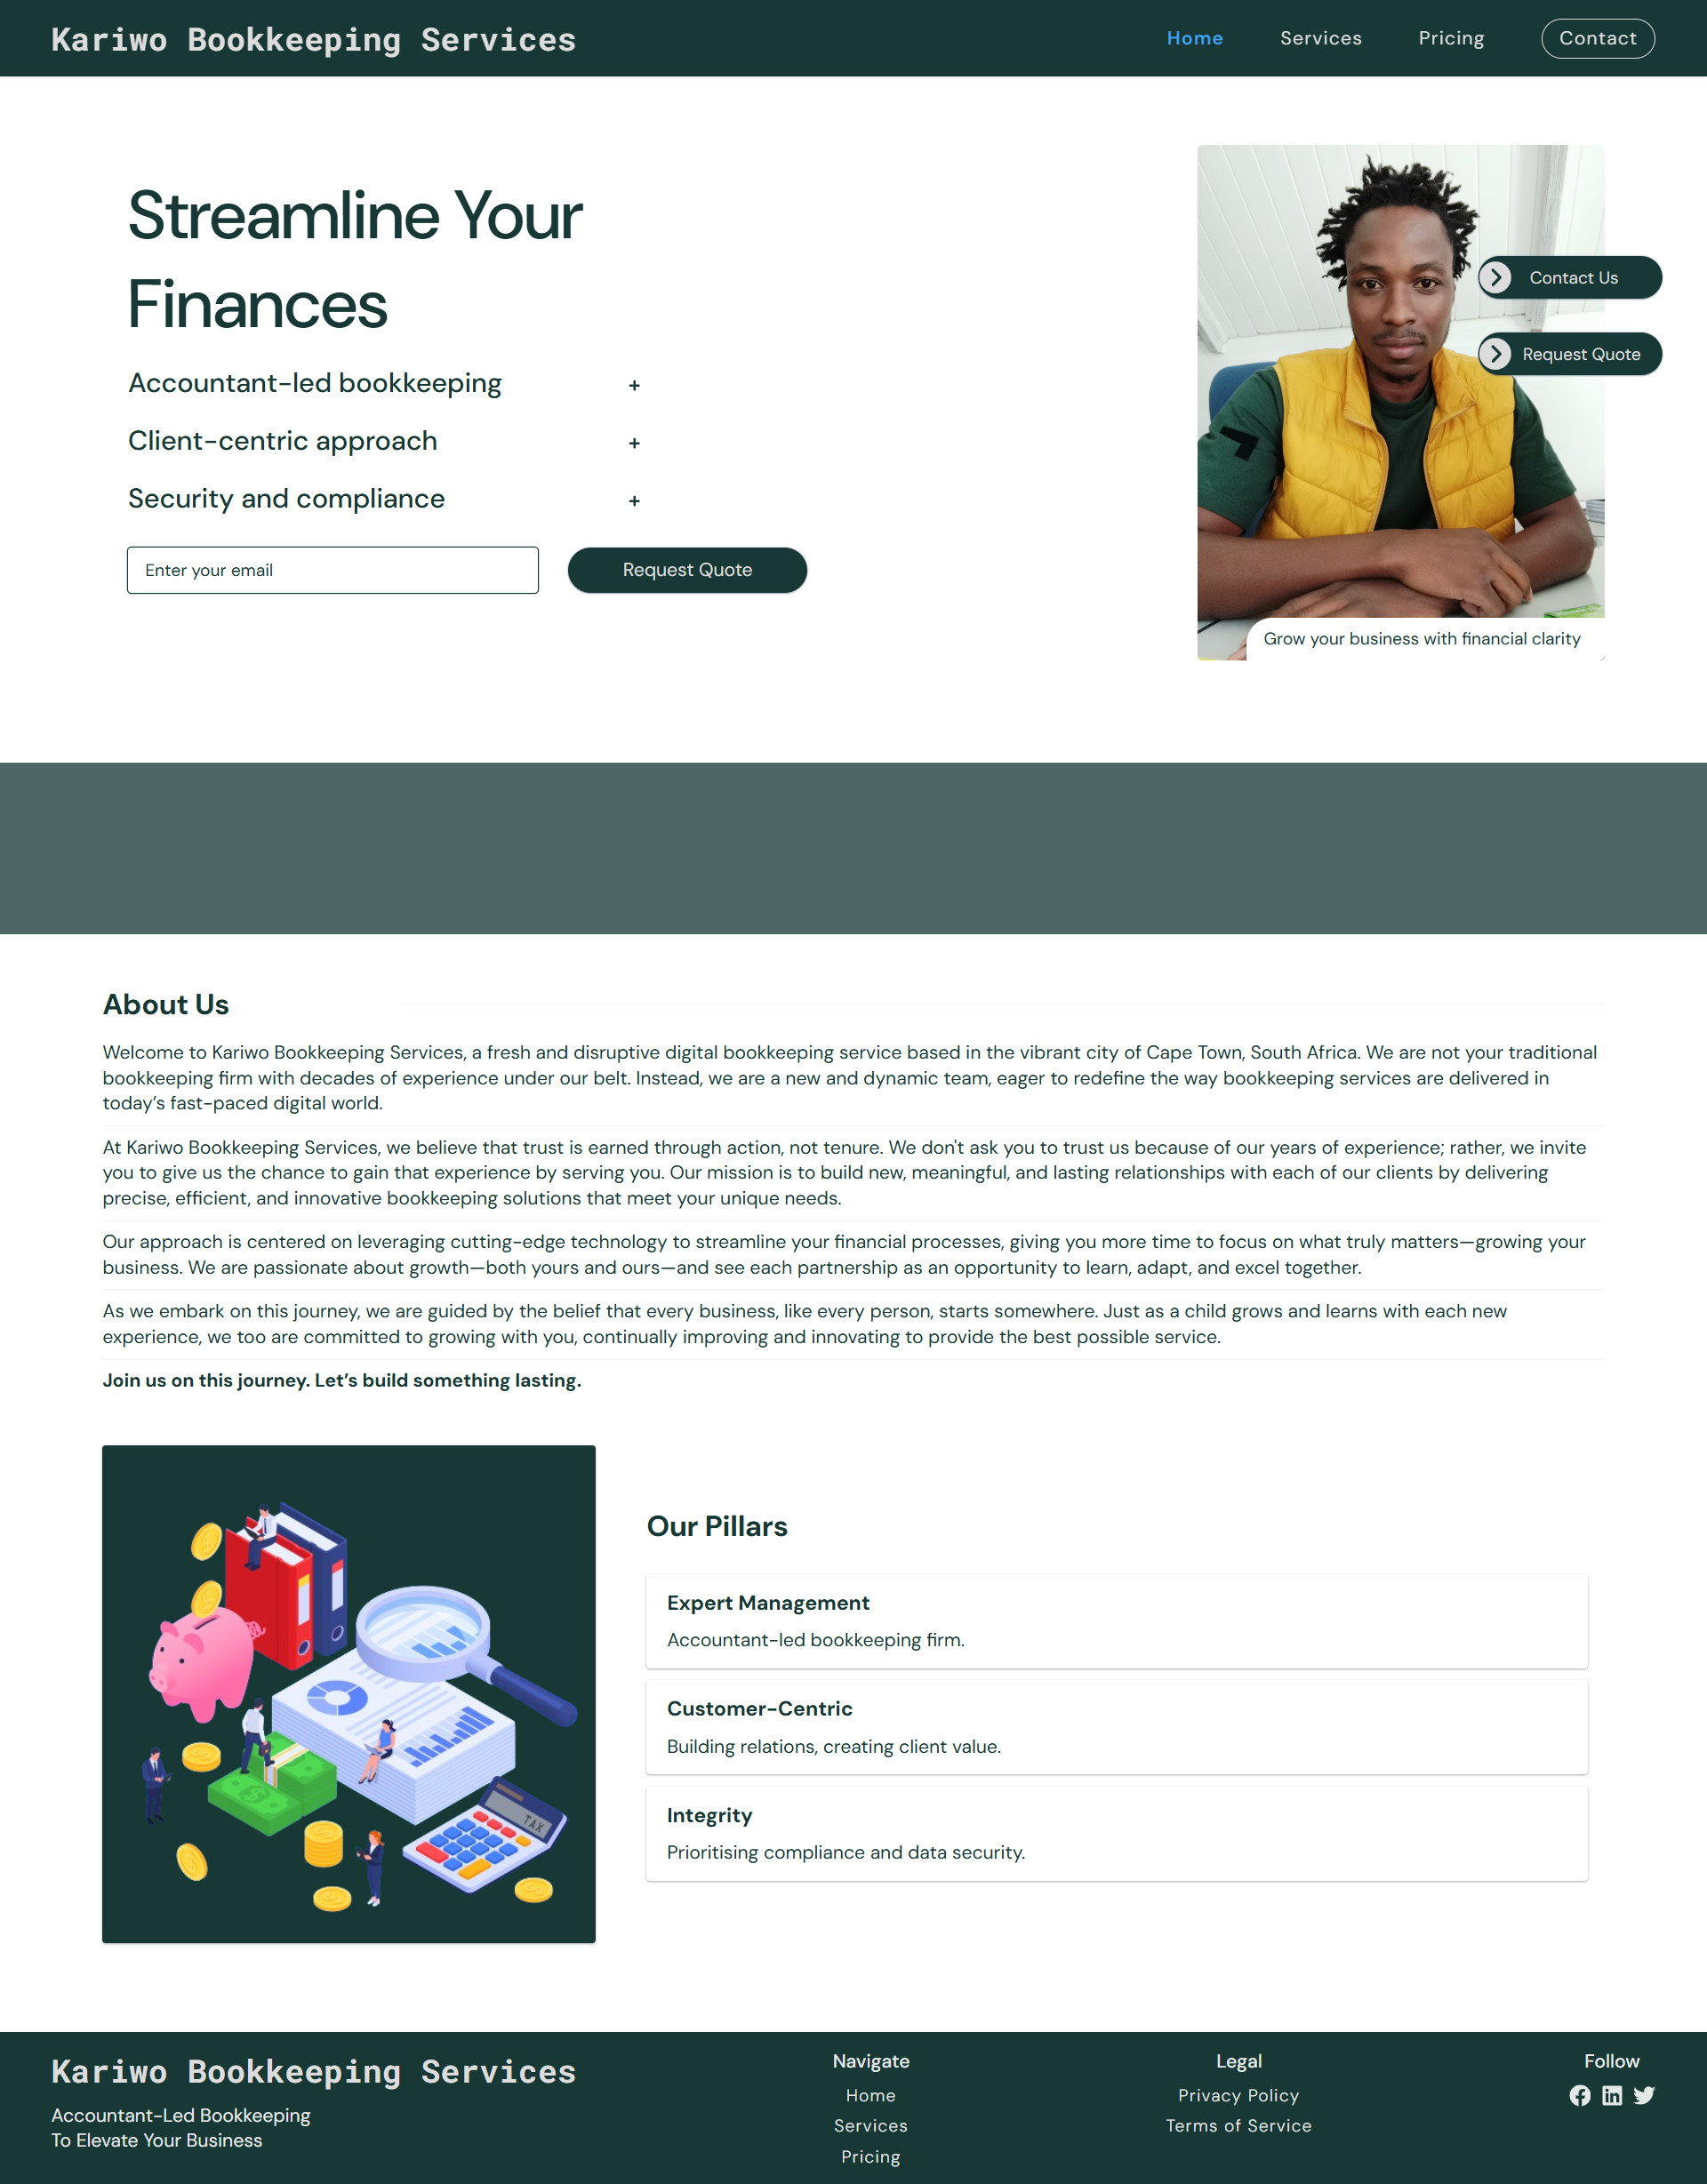 Kariwo Bookkeeping Services
Home
Services
Pricing
Contact
Streamline Your
Finances
Accountant-led bookkeeping +
Client-centric approach +
Security and compliance +
Enter your email
Request Quote
Contact Us
Request Quote
Grow your business with financial clarity
About Us
Welcome to Kariwo Bookkeeping Services, a fresh and disruptive digital bookkeeping service based in the vibrant city of Cape Town, South Africa. We are not your traditional
bookkeeping firm with decades of experience under our belt. Instead, we are a new and dynamic team, eager to redefine the way bookkeeping services are delivered in
today’s fast-paced digital world.
At Kariwo Bookkeeping Services, we believe that trust is earned through action, not tenure. We don't ask you to trust us because of our years of experience; rather, we invite
you to give us the chance to gain that experience by serving you. Our mission is to build new, meaningful, and lasting relationships with each of our clients by delivering
precise, efficient, and innovative bookkeeping solutions that meet your unique needs.
Our approach is centered on leveraging cutting-edge technology to streamline your financial processes, giving you more time to focus on what truly matters—growing your
business. We are passionate about growth—both yours and ours—and see each partnership as an opportunity to learn, adapt, and excel together.
As we embark on this journey, we are guided by the belief that every business, like every person, starts somewhere. Just as a child grows and learns with each new
experience, we too are committed to growing with you, continually improving and innovating to provide the best possible service.
Join us on this journey. Let’s build something lasting.
TAX
Our Pillars
Expert Management
Accountant-led bookkeeping firm.
Customer-Centric
Building relations, creating client value.
Integrity
Prioritising compliance and data security.
Kariwo Bookkeeping Services
Accountant-Led Bookkeeping
To Elevate Your Business
Navigate
Home
Services
Pricing
Legal
Privacy Policy
Terms of Service
Follow